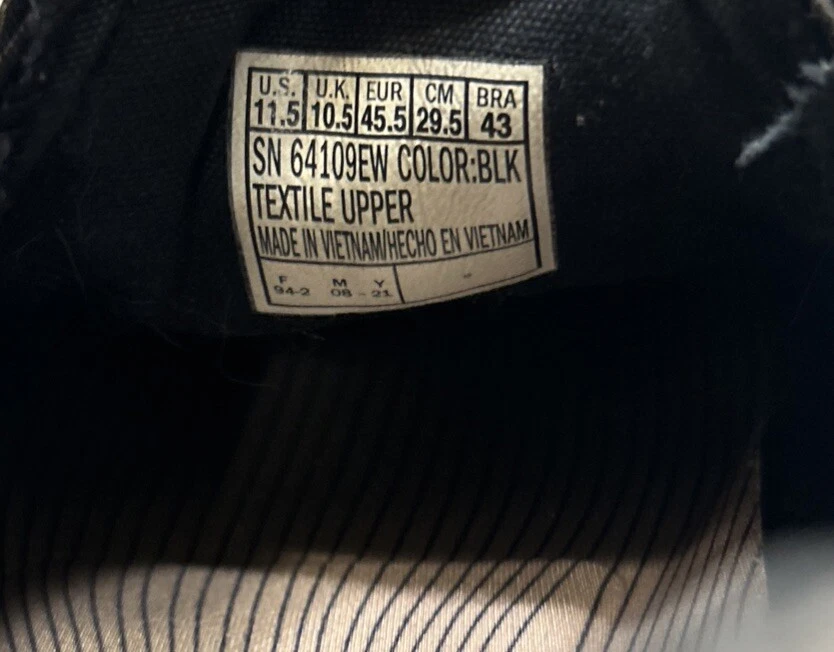 U.S. U.K. EUR CM BRA
11.5 10.5 45.5 29.5 43
SN 64109EW COLOR:BLK
TEXTILE UPPER
MADE IN VIETNAM/HECHO EN VIETNAM
F M Y
94-2 08 - 21 -